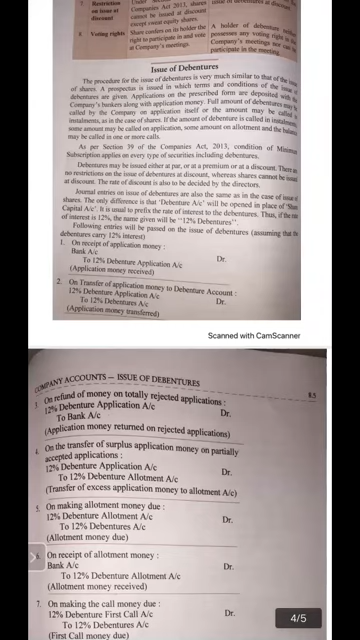 7 Restriction on issue at discount
Under
Companies Act 2013, shares
cannot be issued at discount
except sweat equity shares.
issue of debentures at discount.
8 Voting rights
Share confers on its holder the
right to participate in and vote
at Company's meetings.
A holder of debenture
possesses any voting right in
Company's meetings nor can
participate in the meeting.
Issue of Debentures
The procedure for the issue of debentures is very much similar to that of the issue
of shares. A prospectus is issued in which terms and conditions of the issue of
debentures are given. Applications on the prescribed form are deposited with the
Company's bankers along with application money. Full amount of debentures may be
called by the Company on application itself or the amount may be called in
instalments, as in the case of shares. If the amount of debenture is called in instalments,
some amount may be called on application, some amount on allotment and the balance
may be called in one or more calls.
As per Section 39 of the Companies Act, 2013, condition of Minimum
Subscription applies on every type of securities including debentures.
Debentures may be issued either at par, or at a premium or at a discount. There are
no restrictions on the issue of debentures at discount, whereas shares cannot be issued
at discount. The rate of discount is also to be decided by the directors.
Journal entries on issue of debentures are also the same as in the case of issue of
shares. The only difference is that 'Debenture A/c' will be opened in place of 'Share
Capital A/c'. It is usual to prefix the rate of interest to the debentures. Thus, if the rate
of interest is 12%, the name given will be "12% Debentures".
Following entries will be passed on the issue of debentures (assuming that the
debentures carry 12% interest)
1. On receipt of application money :
Bank A/c Dr.
To 12% Debenture Application A/c
(Application money received)
2. On Transfer of application money to Debenture Account :
12% Debenture Application A/c Dr.
To 12% Debentures A/c
(Application money transferred)
Scanned with CamScanner
COMPANY ACCOUNTS — ISSUE OF DEBENTURES 8.5
3. On refund of money on totally rejected applications :
12% Debenture Application A/c Dr.
To Bank A/c
(Application money returned on rejected applications)
4. On the transfer of surplus application money on partially
accepted applications :
12% Debenture Application A/c Dr.
To 12% Debenture Allotment A/c
(Transfer of excess application money to allotment A/c)
5. On making allotment money due :
12% Debenture Allotment A/c Dr.
To 12% Debentures A/c
(Allotment money due)
6. On receipt of allotment money :
Bank A/c Dr.
To 12% Debenture Allotment A/c
(Allotment money received)
7. On making the call money due :
12% Debenture First Call A/c Dr.
To 12% Debentures A/c
(First Call money due)
4/5